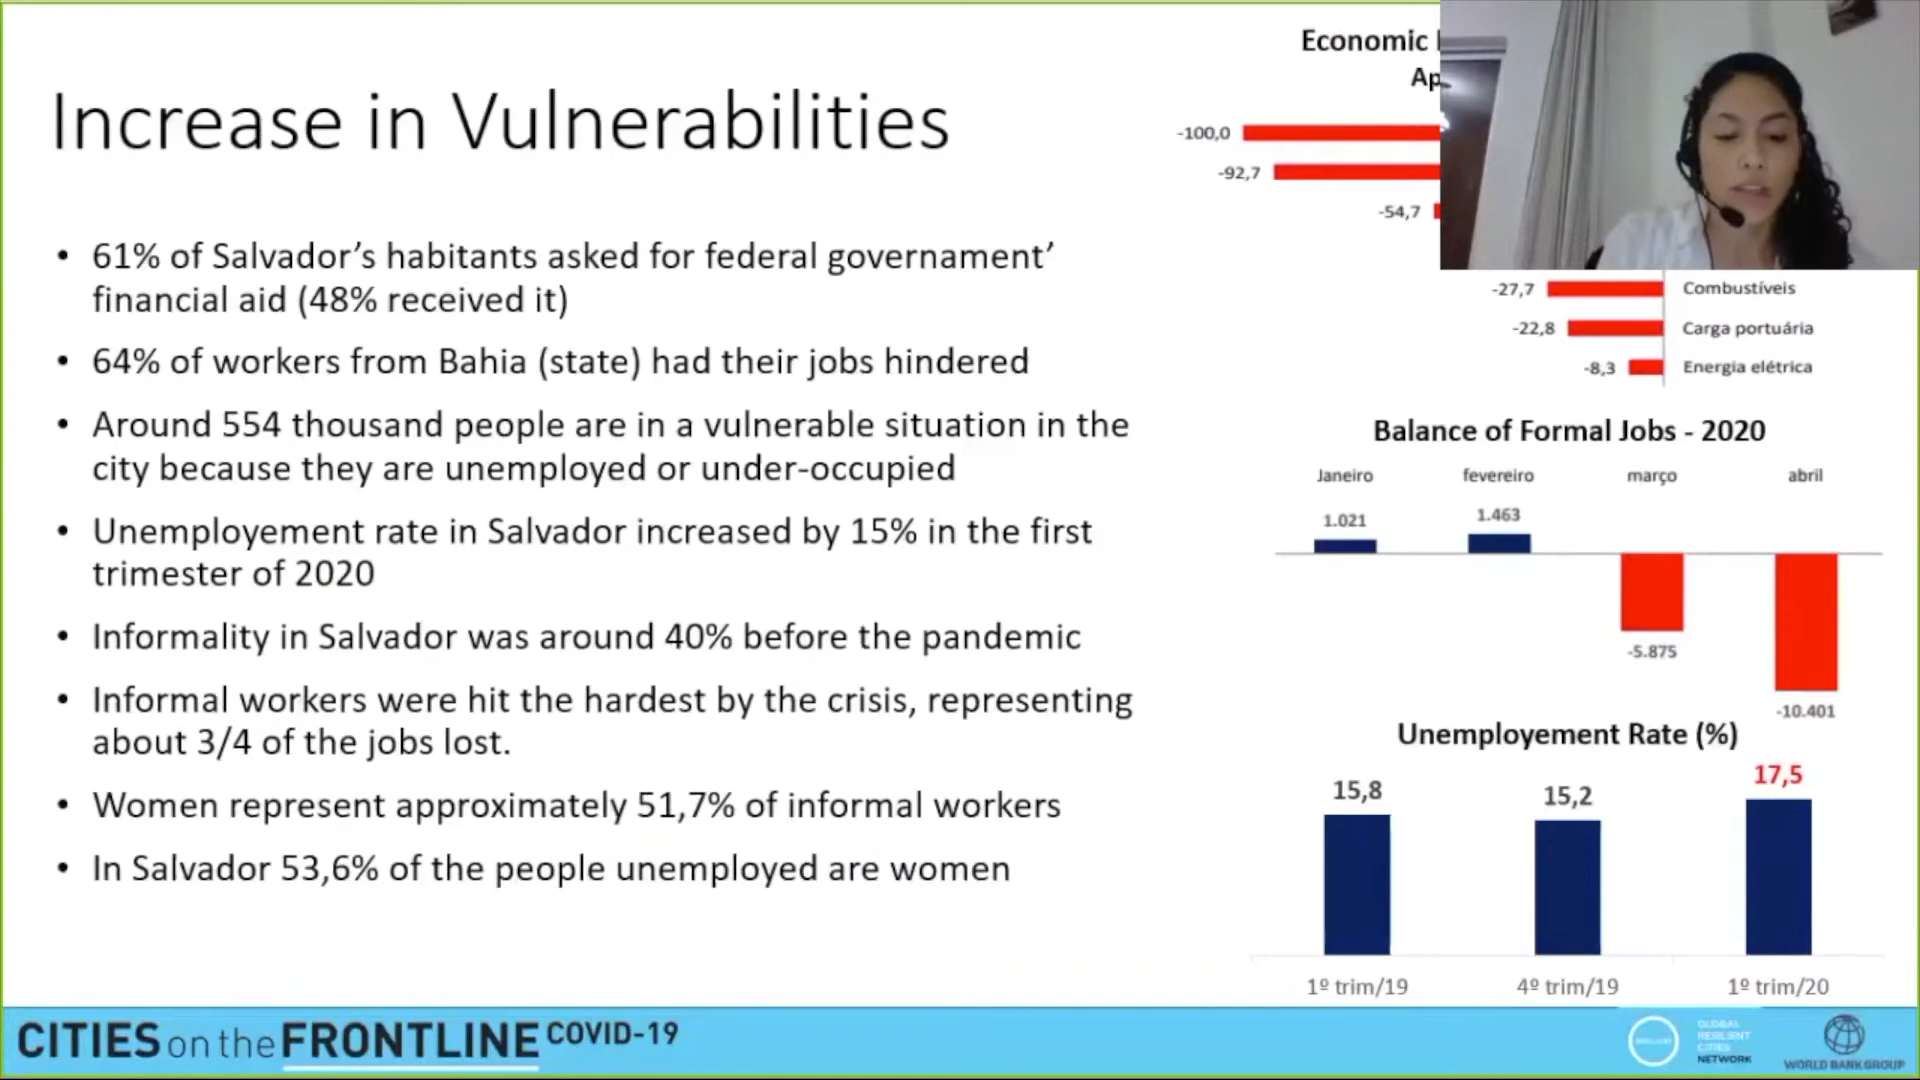 Increase in Vulnerabilities
• 61% of Salvador’s habitants asked for federal governament’
financial aid (48% received it)
• 64% of workers from Bahia (state) had their jobs hindered
• Around 554 thousand people are in a vulnerable situation in the
city because they are unemployed or under-occupied
• Unemployement rate in Salvador increased by 15% in the first
trimester of 2020
• Informality in Salvador was around 40% before the pandemic
• Informal workers were hit the hardest by the crisis, representing
about 3/4 of the jobs lost.
• Women represent approximately 51,7% of informal workers
• In Salvador 53,6% of the people unemployed are women
Economic
-100,0
-92,7
-54,7
-27,7 Combustíveis
-22,8 Carga portuária
-8,3 Energia elétrica
Balance of Formal Jobs - 2020
Janeiro fevereiro março abril
1.021 1.463
-5.875
-10.401
Unemployement Rate (%)
15,8 15,2 17,5
1º trim/19 4º trim/19 1º trim/20
CITIES on the FRONTLINE COVID-19
GLOBAL
RESILIENT
CITIES
NETWORK
WORLD BANK GROUP